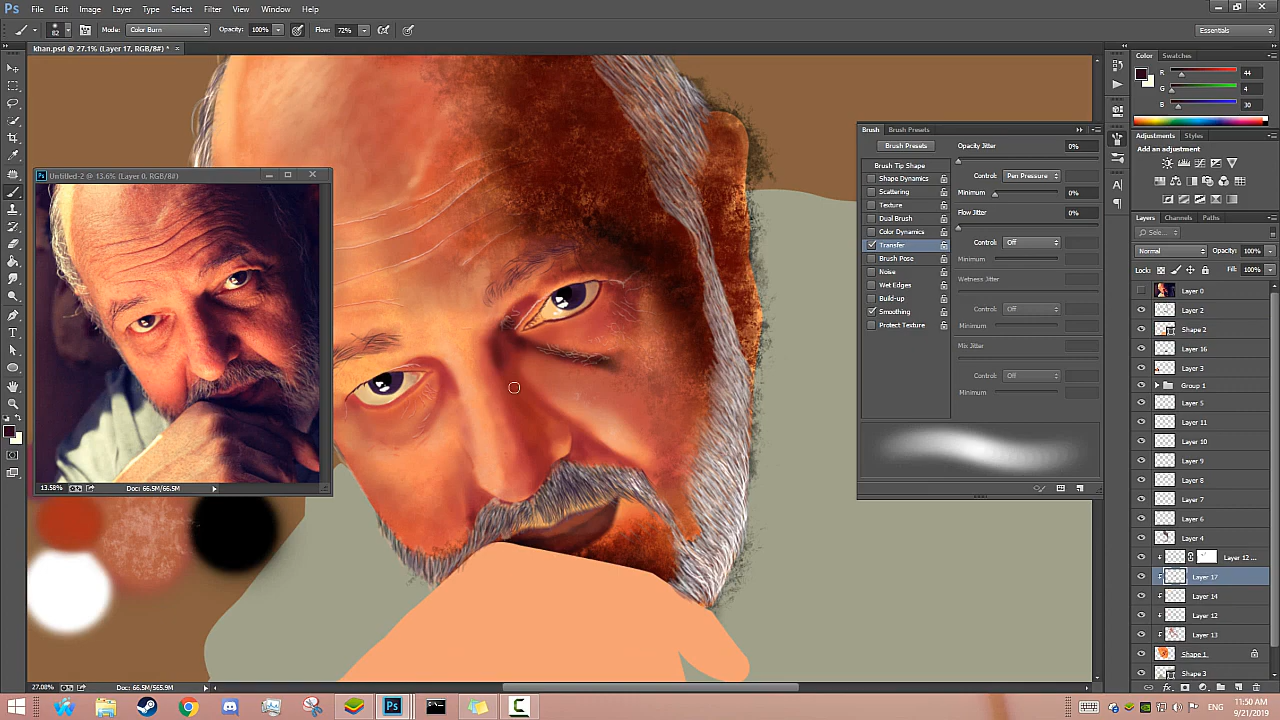 Ps File Edit Image Layer Type Select Filter View Window Help
82 Mode: Color Burn Opacity: 100% Flow: 72% Essentials
khan.psd @ 27.1% (Layer 17, RGB/8#) * ×
Color Swatches
R 44
G 4
B 30
Brush Brush Presets
Brush Presets Opacity Jitter 0%
Brush Tip Shape
Shape Dynamics Control: Pen Pressure
Scattering Minimum 0%
Texture
Dual Brush Flow Jitter 0%
Color Dynamics
Transfer Control: Off
Brush Pose Minimum
Noise
Wet Edges Wetness Jitter
Build-up
Smoothing Control: Off
Protect Texture Minimum
Mix Jitter
Control: Off
Minimum
Adjustments Styles
Add an adjustment
Layers Channels Paths
Normal Opacity: 100%
Lock: Fill: 100%
Layer 0
Layer 2
Shape 2
Layer 16
Layer 3
Group 1
Layer 5
Layer 11
Layer 10
Layer 9
Layer 8
Layer 7
Layer 6
Layer 4
Layer 12 ...
Layer 17
Layer 14
Layer 12
Layer 13
Shape 1
Shape 3
Ps Untitled-2 @ 13.6% (Layer 0, RGB/8#)
13.58% Doc: 66.5M/66.5M
27.08% Doc: 66.5M/565.9M
Ps
ENG
11:50 AM
9/21/2019